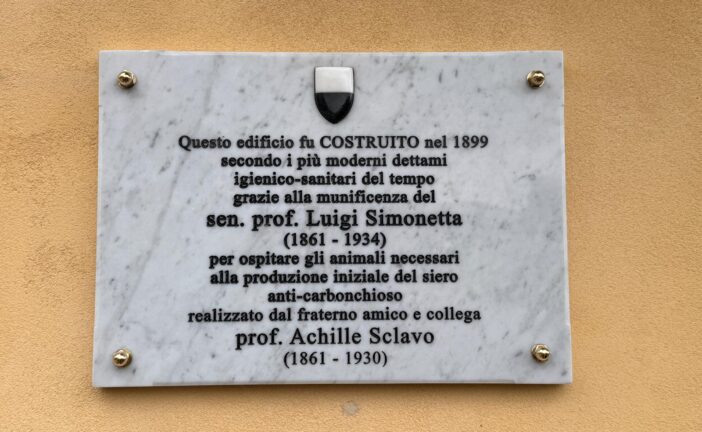 Questo edificio fu COSTRUITO nel 1899
secondo i più moderni dettami
igienico-sanitari del tempo
grazie alla munificenza del
sen. prof. Luigi Simonetta
(1861 - 1934)
per ospitare gli animali necessari
alla produzione iniziale del siero
anti-carbonchioso
realizzato dal fraterno amico e collega
prof. Achille Sclavo
(1861 - 1930)